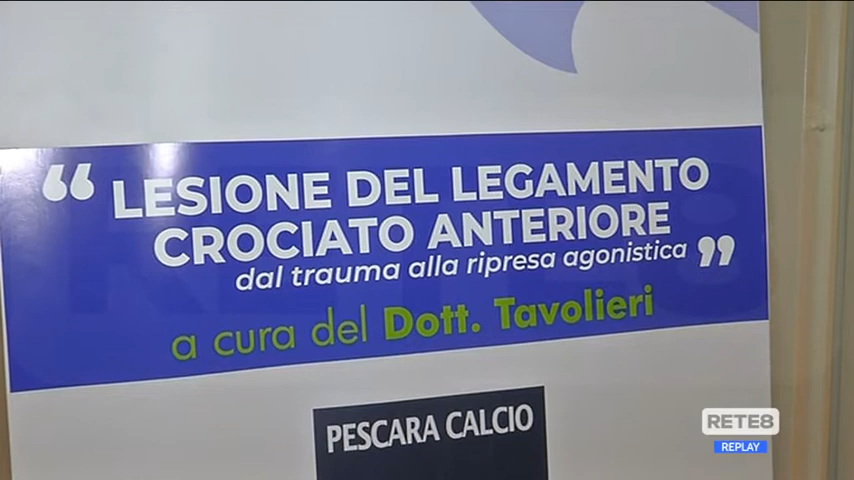 “ LESIONE DEL LEGAMENTO
CROCIATO ANTERIORE
dal trauma alla ripresa agonistica ”
a cura del Dott. Tavolieri
PESCARA CALCIO
RETE8
REPLAY